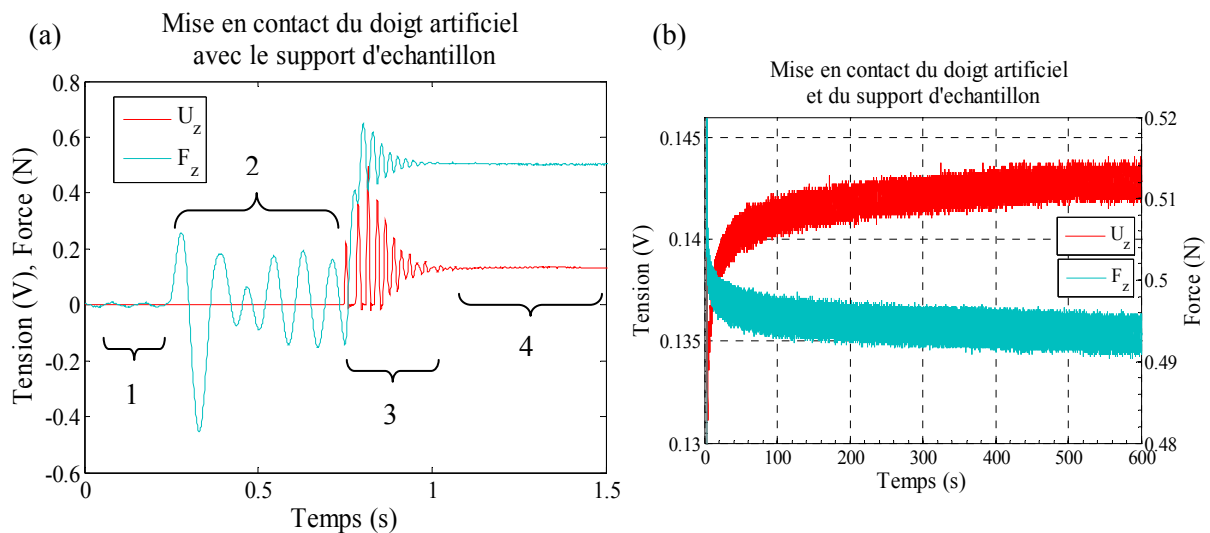 (a)
Mise en contact du doigt artificiel
avec le support d'echantillon
Tension (V), Force (N)
0.8
0.6
0.4
0.2
0
-0.2
-0.4
-0.6
U_z
F_z
1
2
3
4
0
0.5
1
1.5
Temps (s)
(b)
Mise en contact du doigt artificiel
et du support d'echantillon
Tension (V)
0.145
0.14
0.135
0.13
U_z
F_z
0.52
0.51
0.5
0.49
0.48
Force (N)
0
100
200
300
400
500
600
Temps (s)